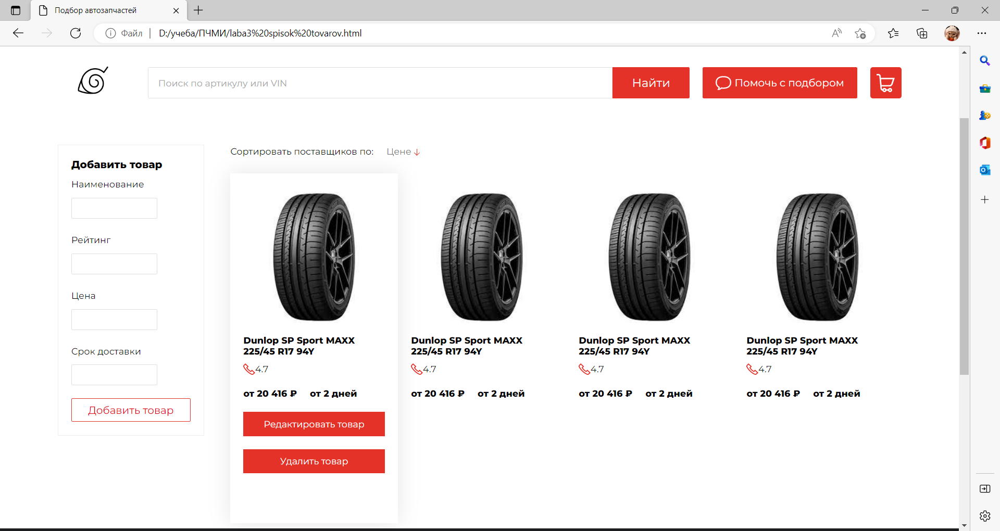 Подбор автозапчастей
Файл
D:/учеба/ПЧМИ/laba3%20spisok%20tovarov.html
Поиск по артикулу или VIN
Найти
Помочь с подбором
Добавить товар
Наименование
Рейтинг
Цена
Срок доставки
Добавить товар
Сортировать поставщиков по: Цене
Dunlop SP Sport MAXX
225/45 R17 94Y
4.7
от 20 416 ₽ от 2 дней
Редактировать товар
Удалить товар
Dunlop SP Sport MAXX
225/45 R17 94Y
4.7
от 20 416 ₽ от 2 дней
Dunlop SP Sport MAXX
225/45 R17 94Y
4.7
от 20 416 ₽ от 2 дней
Dunlop SP Sport MAXX
225/45 R17 94Y
4.7
от 20 416 ₽ от 2 дней